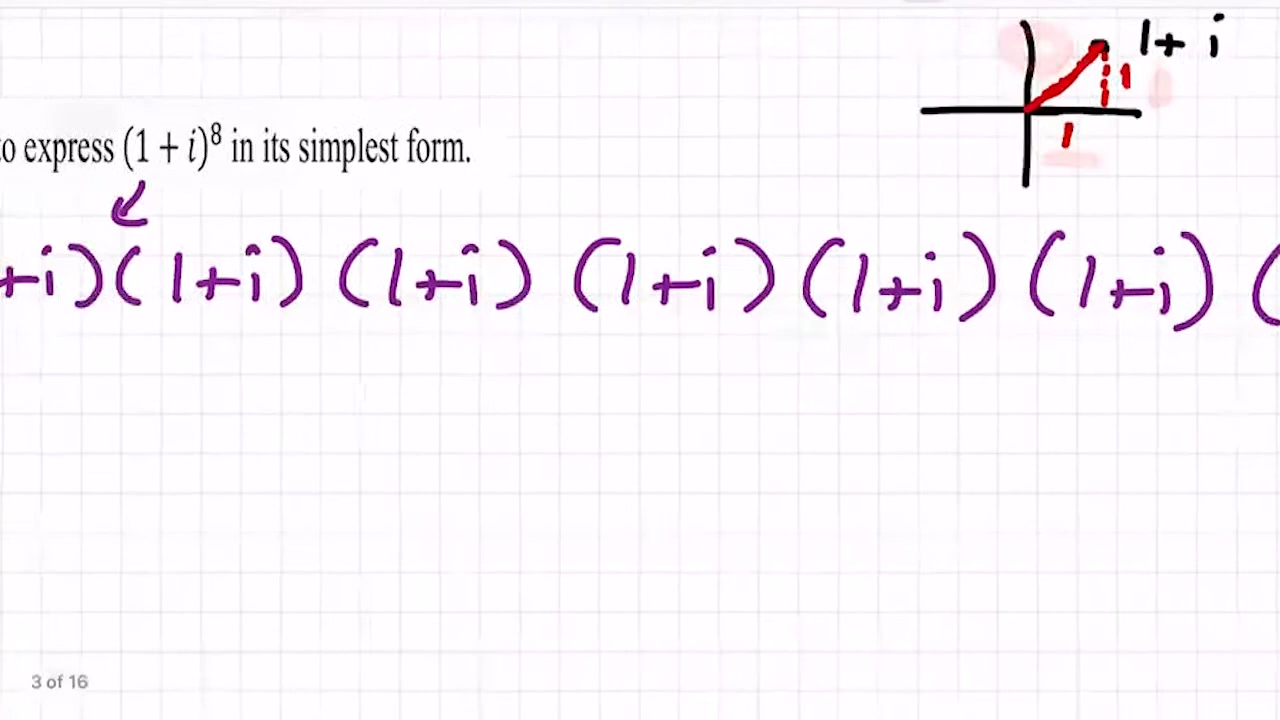 1 + i
1
1
to express (1 + i)⁸ in its simplest form.
+i) (1+i) (1+i) (1+i) (1+i) (1+i) (
3 of 16